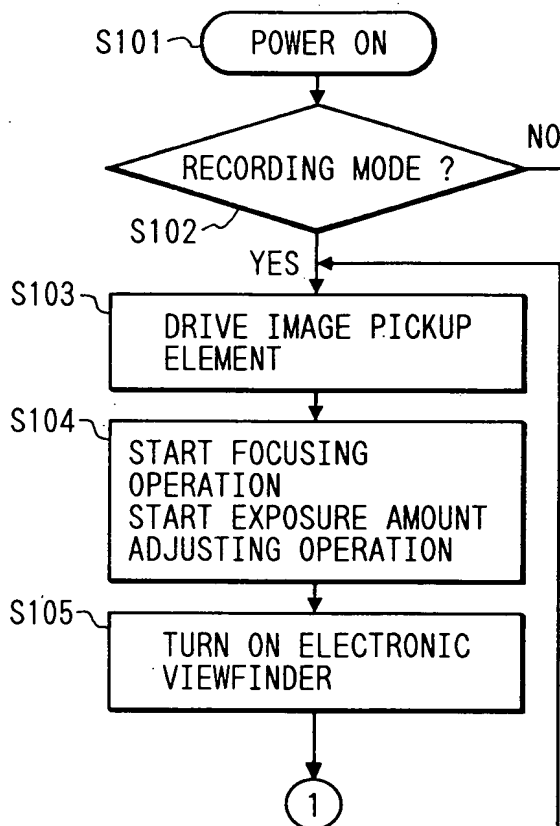 S101
POWER ON
NO
RECORDING MODE ?
S102
YES
S103
DRIVE IMAGE PICKUP
ELEMENT
S104
START FOCUSING
OPERATION
START EXPOSURE AMOUNT
ADJUSTING OPERATION
S105
TURN ON ELECTRONIC
VIEWFINDER
1